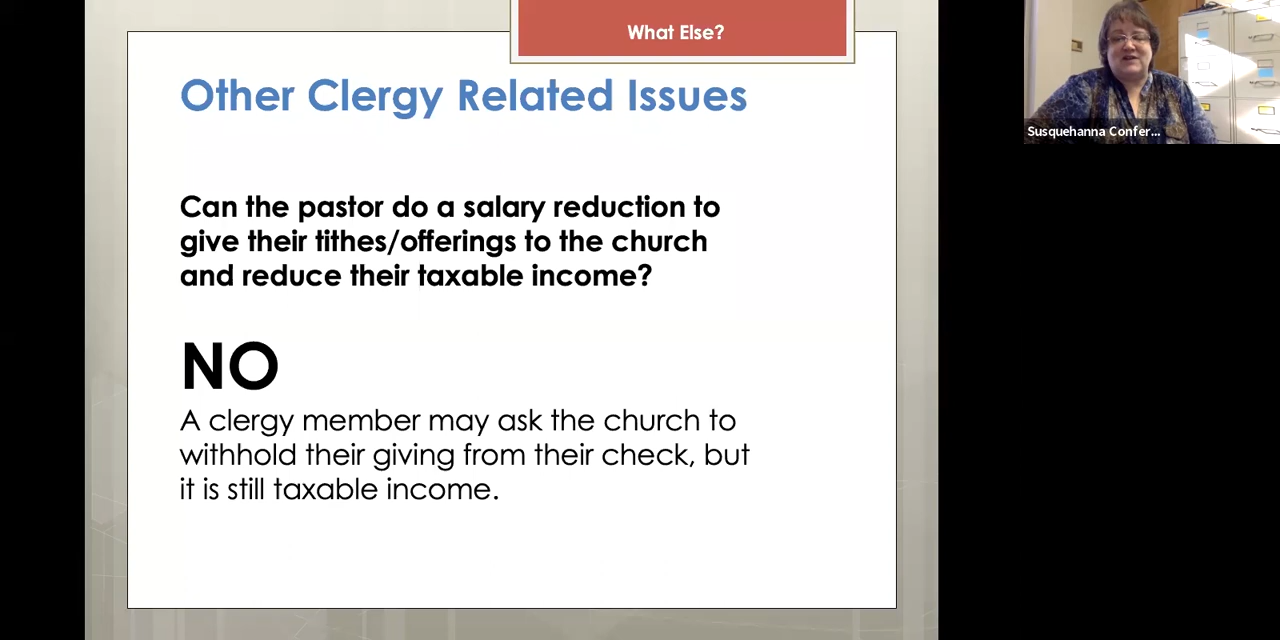 What Else?
Other Clergy Related Issues
Can the pastor do a salary reduction to
give their tithes/offerings to the church
and reduce their taxable income?
NO
A clergy member may ask the church to
withhold their giving from their check, but
it is still taxable income.
Susquehanna Confer...